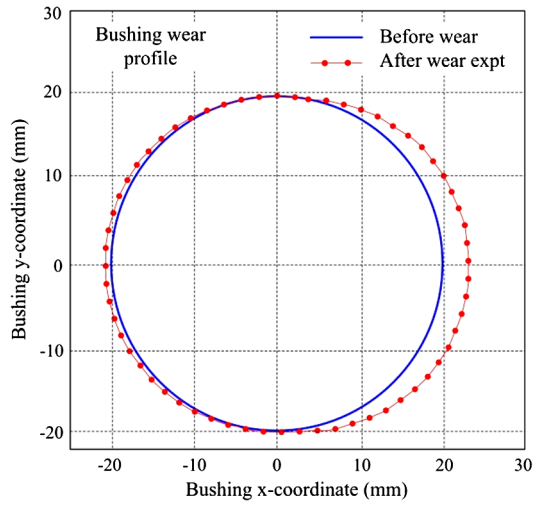 Bushing wear
profile
Before wear
After wear expt
30
20
10
0
-10
-20
Bushing y-coordinate (mm)
-20 -10 0 10 20 30
Bushing x-coordinate (mm)